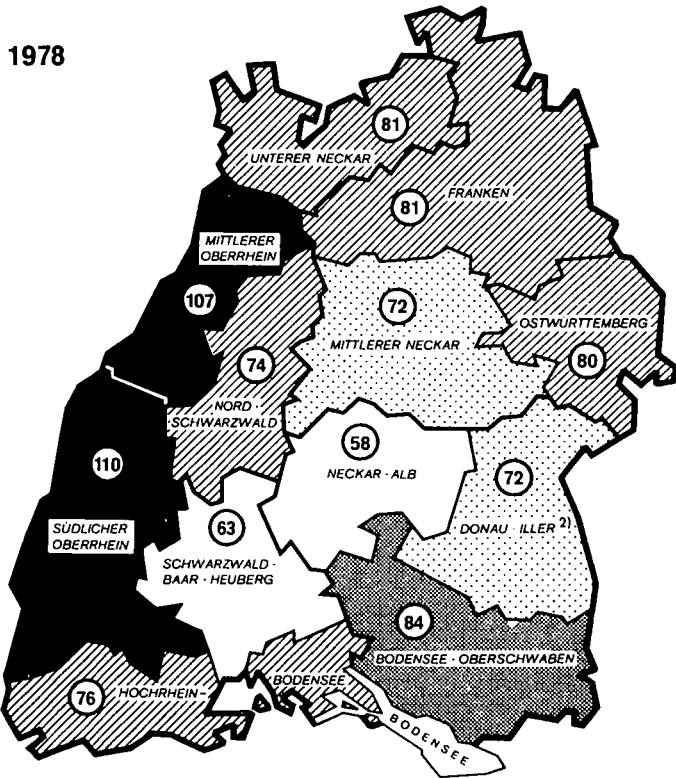 1978
81
UNTERER NECKAR
81
FRANKEN
MITTLERER
OBERRHEIN
107
72
MITTLERER NECKAR
OSTWURTTEMBERG
80
74
NORD
SCHWARZWALD
58
NECKAR - ALB
110
SÜDLICHER
OBERRHEIN
72
DONAU - ILLER 2)
63
SCHWARZWALD -
BAAR - HEUBERG
84
BODENSEE - OBERSCHWABEN
76
HOCHRHEIN -
BODENSEE
BODENSEE